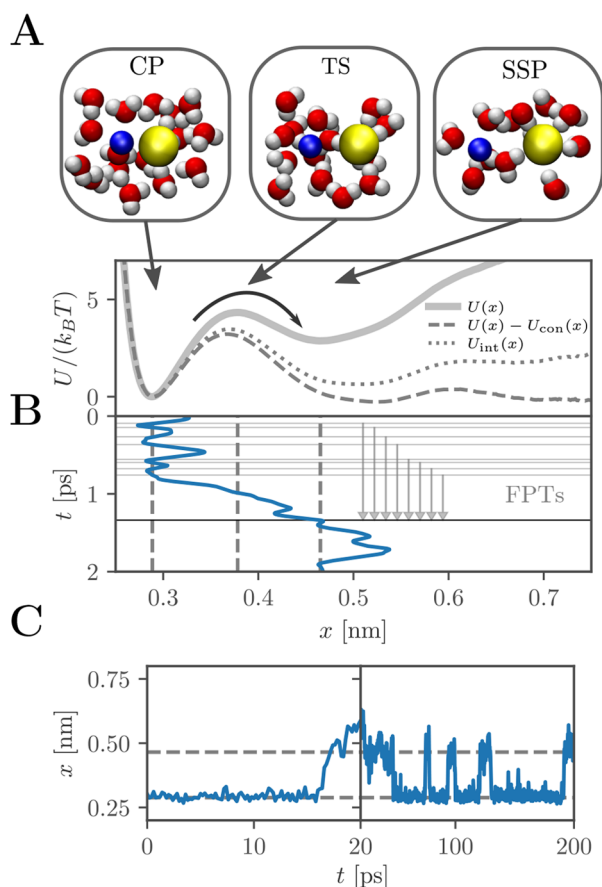 A
CP
TS
SSP
U/(k_BT)
5
0
U(x)
U(x) − U_con(x)
U_int(x)
B
t [ps]
0
1
2
FPTs
0.3
0.4
0.5
0.6
0.7
x [nm]
C
x [nm]
0.75
0.50
0.25
0
10
20
100
200
t [ps]